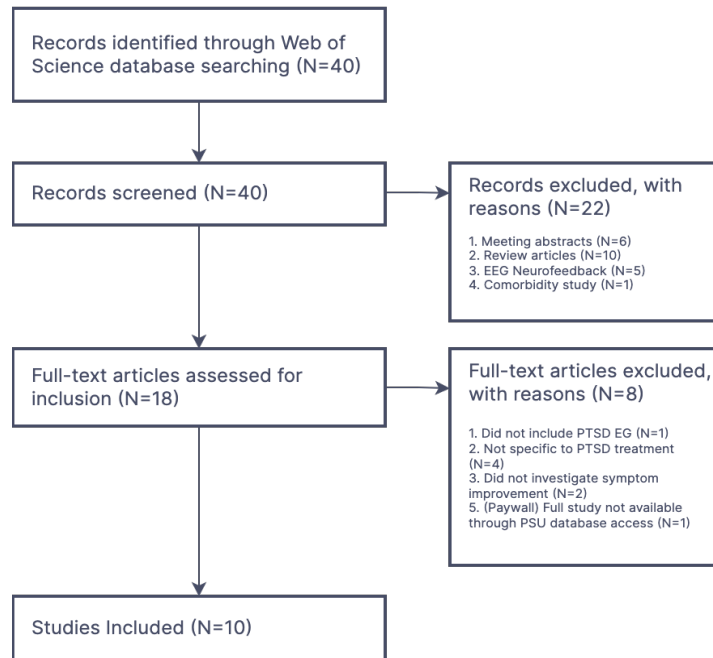 Records identified through Web of
Science database searching (N=40)
Records screened (N=40)
Records excluded, with
reasons (N=22)
1. Meeting abstracts (N=6)
2. Review articles (N=10)
3. EEG Neurofeedback (N=5)
4. Comorbidity study (N=1)
Full-text articles assessed for
inclusion (N=18)
Full-text articles excluded,
with reasons (N=8)
1. Did not include PTSD EG (N=1)
2. Not specific to PTSD treatment
(N=4)
3. Did not investigate symptom
improvement (N=2)
5. (Paywall) Full study not available
through PSU database access (N=1)
Studies Included (N=10)